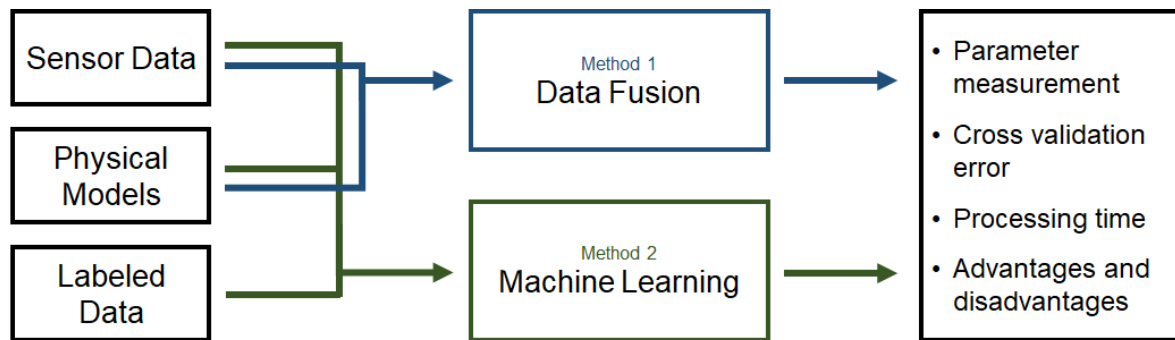 Sensor Data
Physical
Models
Labeled
Data
Method 1
Data Fusion
Method 2
Machine Learning
• Parameter
measurement
• Cross validation
error
• Processing time
• Advantages and
disadvantages